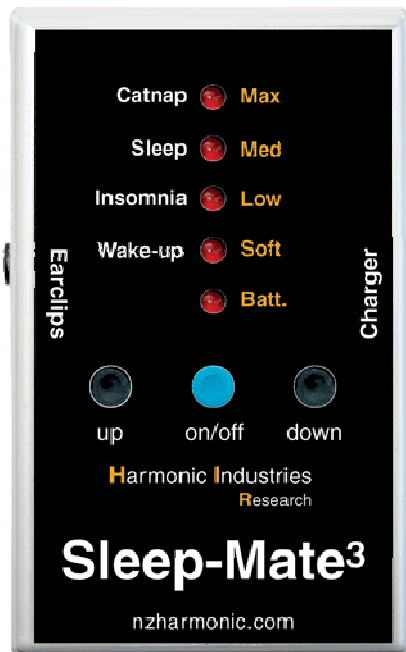 Catnap Max
Sleep Med
Insomnia Low
Wake-up Soft
Batt.
Earclips
Charger
up on/off down
Harmonic Industries
Research
Sleep-Mate³
nzharmonic.com